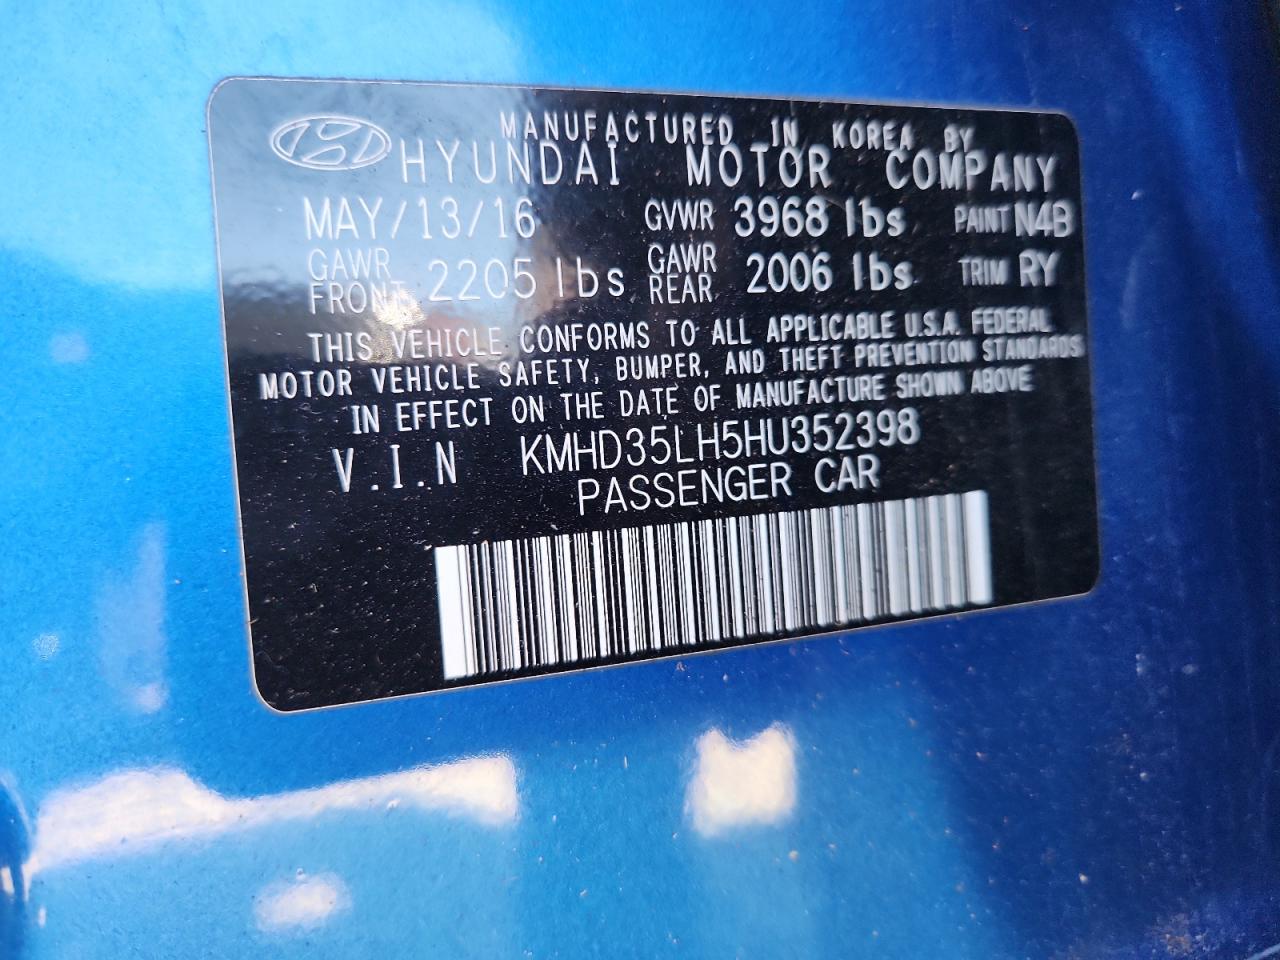 MANUFACTURED IN KOREA BY
HYUNDAI MOTOR COMPANY
MAY/13/16 GVWR 3968 lbs PAINT N4B
GAWR FRONT 2205 lbs GAWR REAR 2006 lbs TRIM RY
THIS VEHICLE CONFORMS TO ALL APPLICABLE U.S.A. FEDERAL
MOTOR VEHICLE SAFETY, BUMPER, AND THEFT PREVENTION STANDARDS
IN EFFECT ON THE DATE OF MANUFACTURE SHOWN ABOVE
V.I.N KMHD35LH5HU352398
PASSENGER CAR